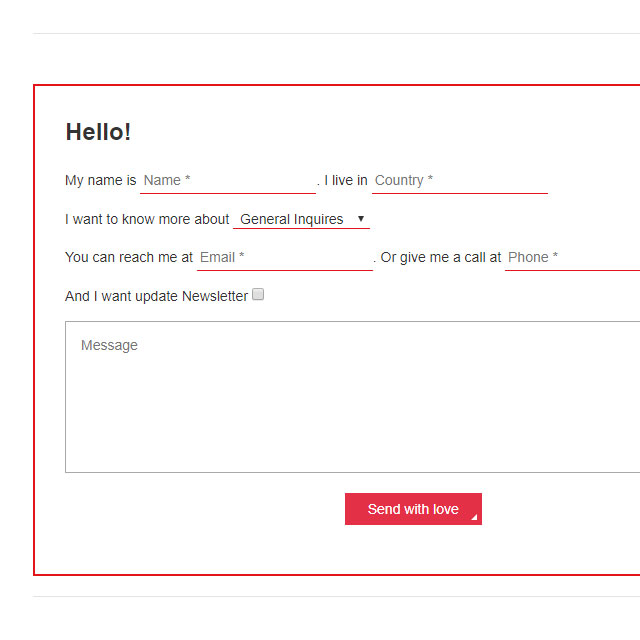 Hello!
My name is Name * . I live in Country *
I want to know more about General Inquires
You can reach me at Email * . Or give me a call at Phone *
And I want update Newsletter
Message
Send with love